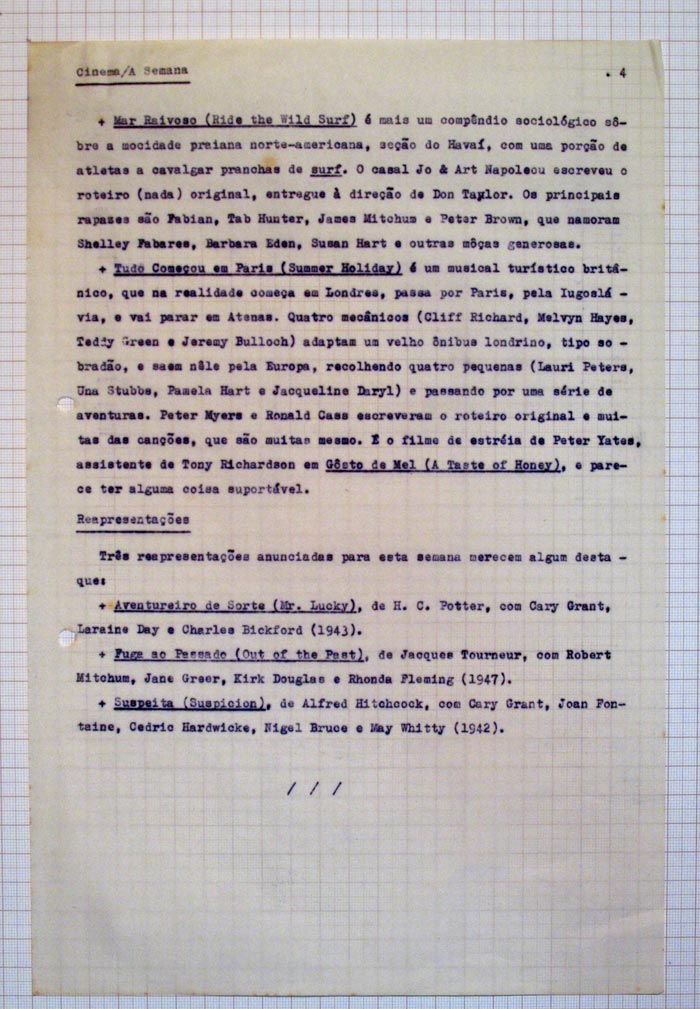 Cinema/A Semana . 4
+ Mar Raivoso (Ride the Wild Surf) é mais um compêndio sociológico sô-
bre a mocidade praiana norte-americana, secção do Havaí, com uma porção de
atletas a cavalgar pranchas de surf. O casal Jo & Art Napoleou escreveu o
roteiro (nada) original, entregue à direção de Don Taylor. Os principais
rapazes são Fabian, Tab Hunter, James Mitchum e Peter Brown, que namoram
Shelley Fabares, Barbara Eden, Susan Hart e outras môças generosas.
+ Tudo Começou em Paris (Summer Holiday) é um musical turístico britâ-
nico, que na realidade começa em Londres, passa por Paris, pela Iugoslá -
via, e vai parar em Atenas. Quatro mecânicos (Cliff Richard, Melvyn Hayes,
Teddy Green e Jeremy Bulloch) adaptam um velho ônibus londrino, tipo so -
bradão, e saem nêle pela Europa, recolhendo quatro pequenas (Lauri Peters,
Una Stubbs, Pamela Hart e Jacqueline Daryl) e passando por uma série de
aventuras. Peter Myers e Ronald Cass escreveram o roteiro original e mui-
tas das canções, que são muitas mesmo. É o filme de estréia de Peter Yates,
assistente de Tony Richardson em Gôsto de Mel (A Taste of Honey), e pare-
ce ter alguma coisa suportável.
Reapresentações
Três reapresentações anunciadas para esta semana merecem algum desta -
que:
+ Aventureiro de Sorte (Mr. Lucky), de H. C. Potter, com Cary Grant,
Laraine Day e Charles Bickford (1943).
+ Fuga ao Passado (Out of the Past), de Jacques Tourneur, com Robert
Mitchum, Jane Greer, Kirk Douglas e Rhonda Fleming (1947).
+ Suspeita (Suspicion), de Alfred Hitchcock, com Cary Grant, Joan Fon-
taine, Cedric Hardwicke, Nigel Bruce e May Whitty (1942).
/ / /